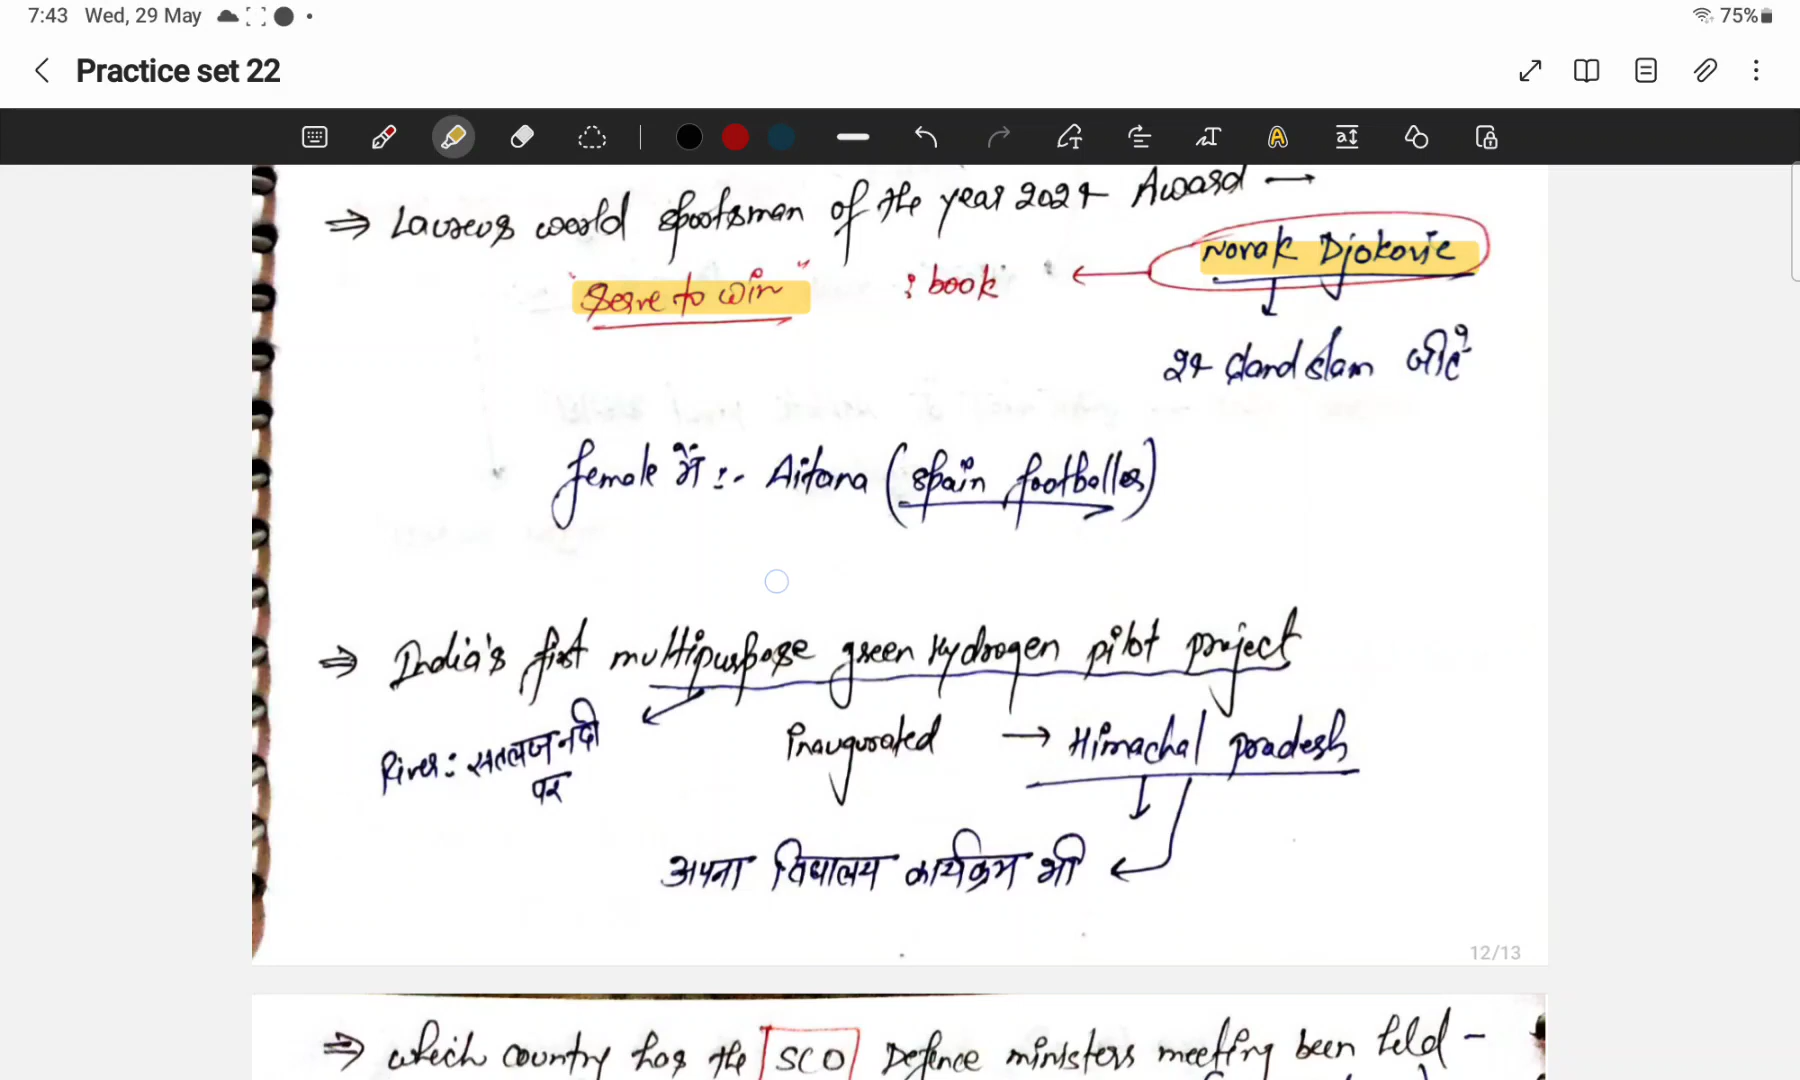 7:43 Wed, 29 May
75%
Practice set 22
⇒ Laureus world sportsman of the year 2024 Award →
Novak Djokovic
"Serve to win" : book ←
24 Grand slam जीते
female में :- Aitana (spain footballer)
⇒ India's first multipurpose green Hydrogen pilot project
Inaugurated → Himachal pradesh
River: सतलज नदी
पर
अपना विद्यालय कार्यक्रम भी ←
12/13
⇒ which country has the SCO Defence ministers meeting been held -